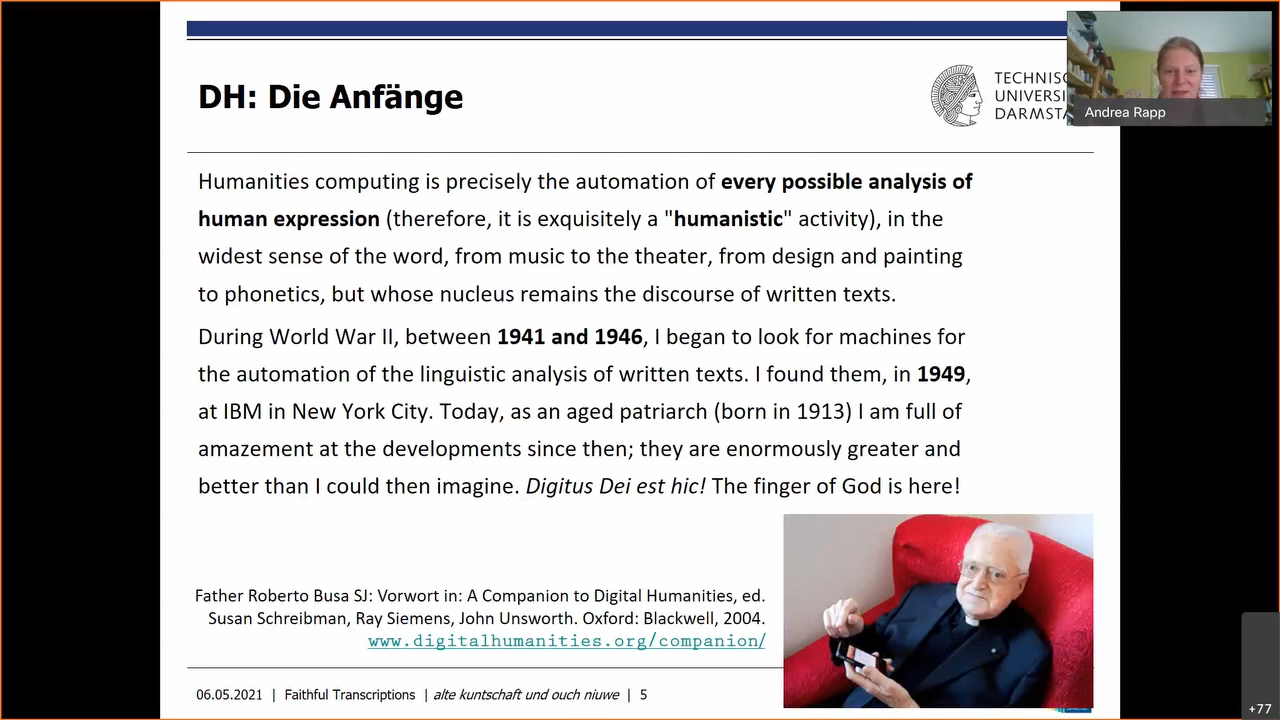 DH: Die Anfänge
TECHNISC
UNIVERSI
DARMSTA
Andrea Rapp
Humanities computing is precisely the automation of every possible analysis of
human expression (therefore, it is exquisitely a "humanistic" activity), in the
widest sense of the word, from music to the theater, from design and painting
to phonetics, but whose nucleus remains the discourse of written texts.
During World War II, between 1941 and 1946, I began to look for machines for
the automation of the linguistic analysis of written texts. I found them, in 1949,
at IBM in New York City. Today, as an aged patriarch (born in 1913) I am full of
amazement at the developments since then; they are enormously greater and
better than I could then imagine. Digitus Dei est hic! The finger of God is here!
Father Roberto Busa SJ: Vorwort in: A Companion to Digital Humanities, ed.
Susan Schreibman, Ray Siemens, John Unsworth. Oxford: Blackwell, 2004.
www.digitalhumanities.org/companion/
06.05.2021 | Faithful Transcriptions | alte kuntschaft und ouch niuwe | 5
+77